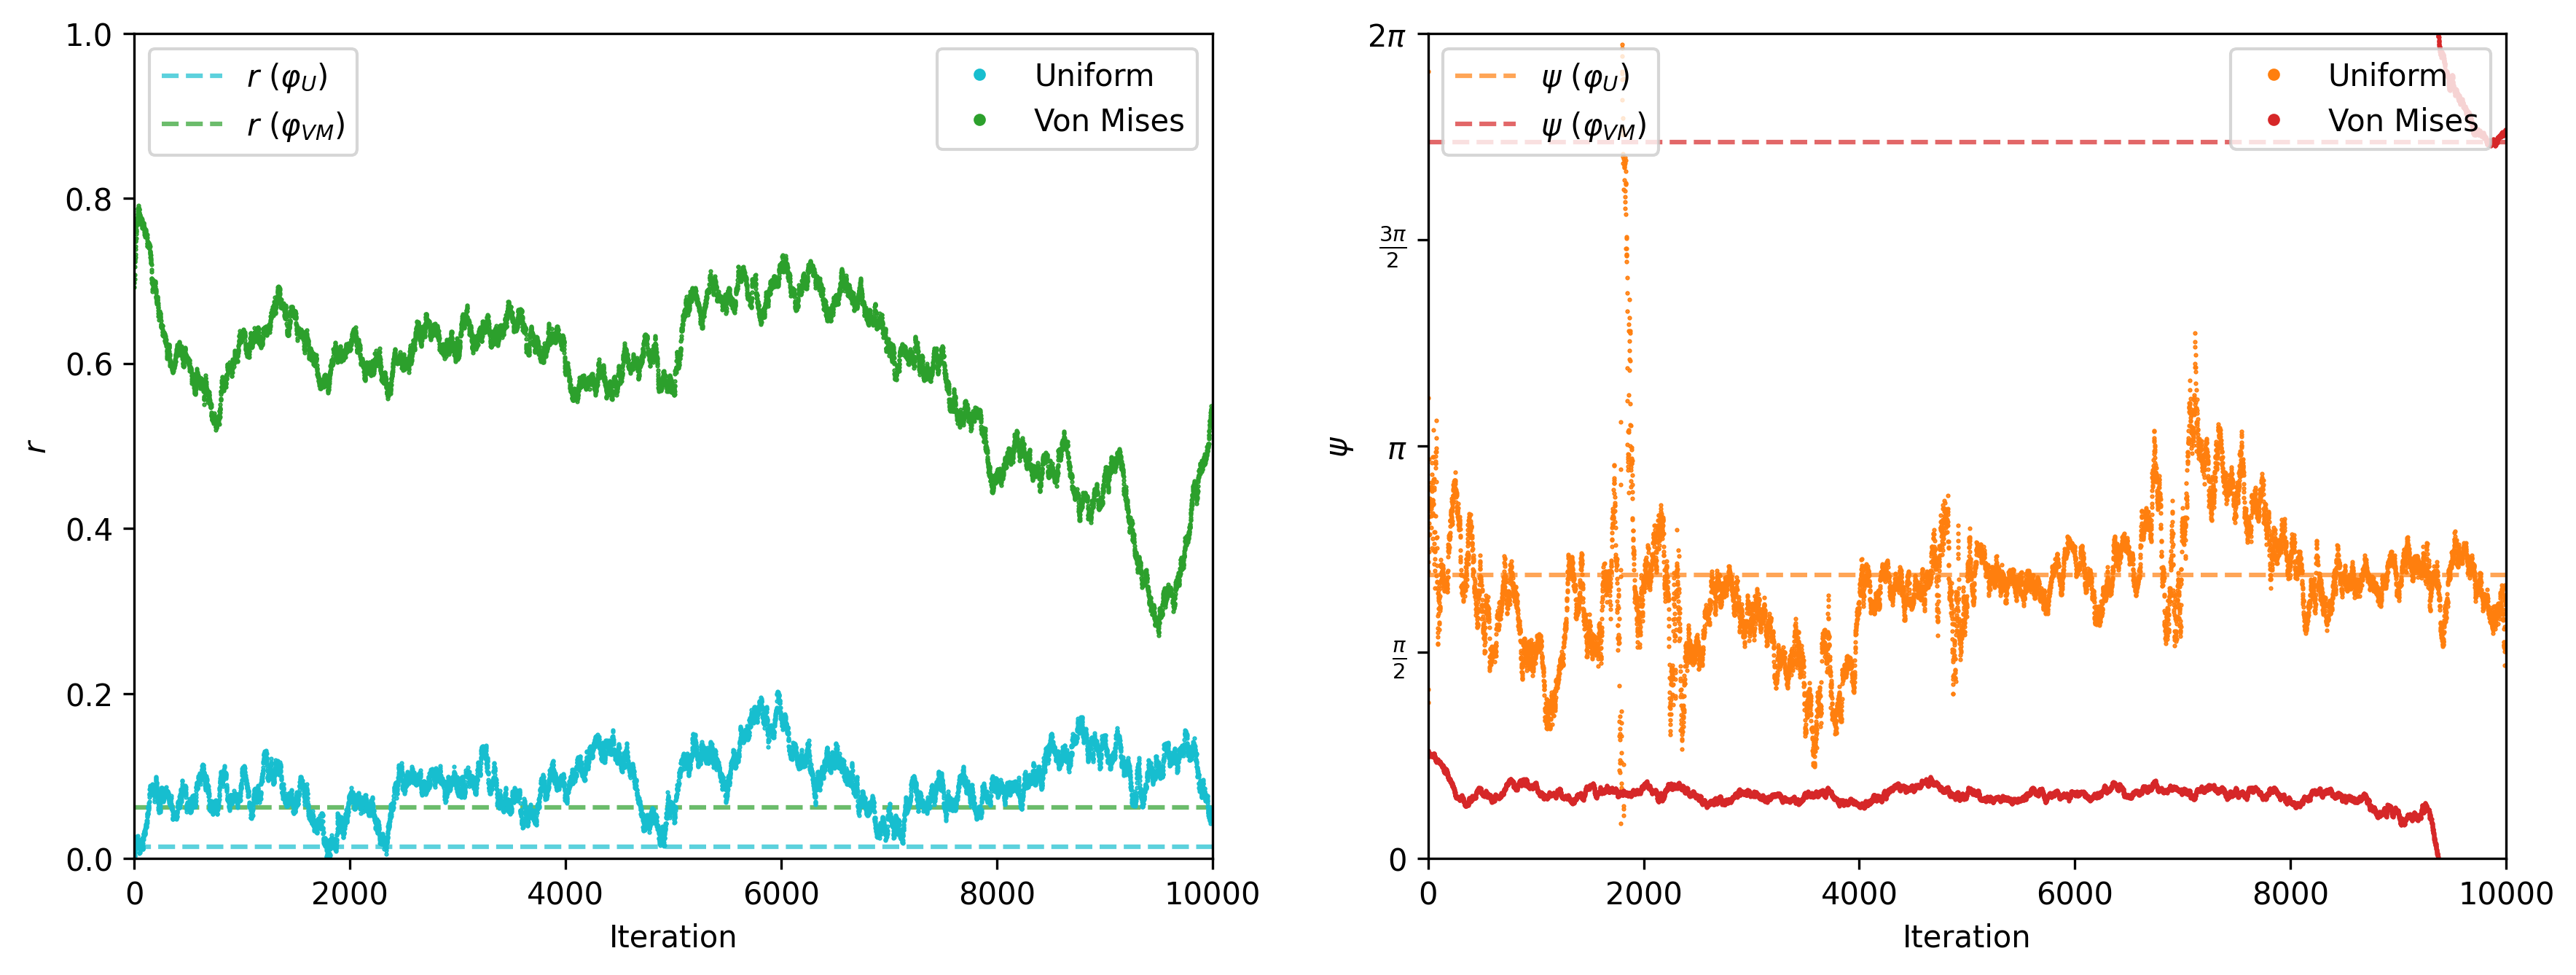 1.0
0.8
0.6
0.4
0.2
0.0
r
r (φU)
r (φVM)
Uniform
Von Mises
0 2000 4000 6000 8000 10000
Iteration
2π
3π/2
π
π/2
0
ψ
ψ (φU)
ψ (φVM)
Uniform
Von Mises
0 2000 4000 6000 8000 10000
Iteration